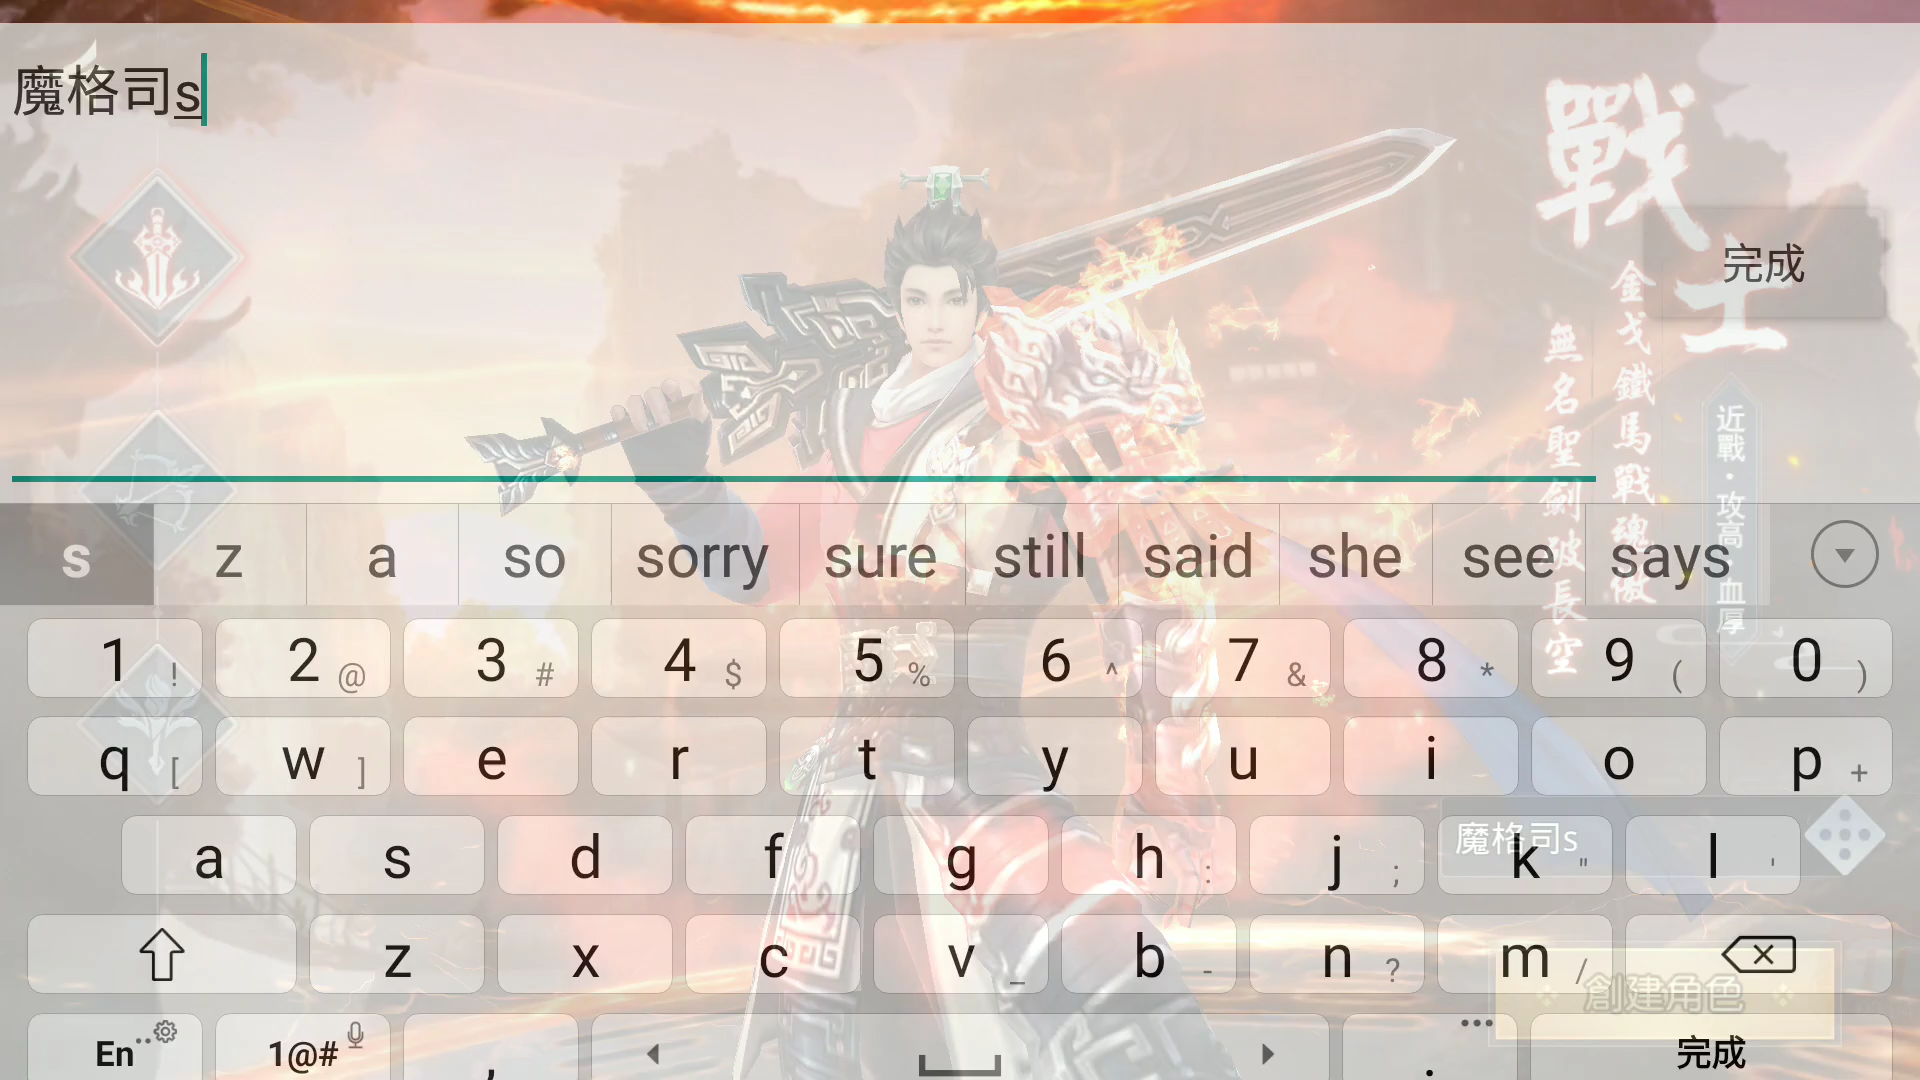 魔格司s
戰士
完成
金戈鐵馬戰魂傲
無名聖劍破長空
近戰·攻高·血厚
s z a so sorry sure still said she see says
1 ! 2 @ 3 # 4 $ 5 % 6 ^ 7 & 8 * 9 ( 0 )
q [ w ] e r t y u i o p +
魔格司s
a s d f g h : j ; k " l '
z x c v _ b - n ? m /
創建角色
En 1@# , . 完成